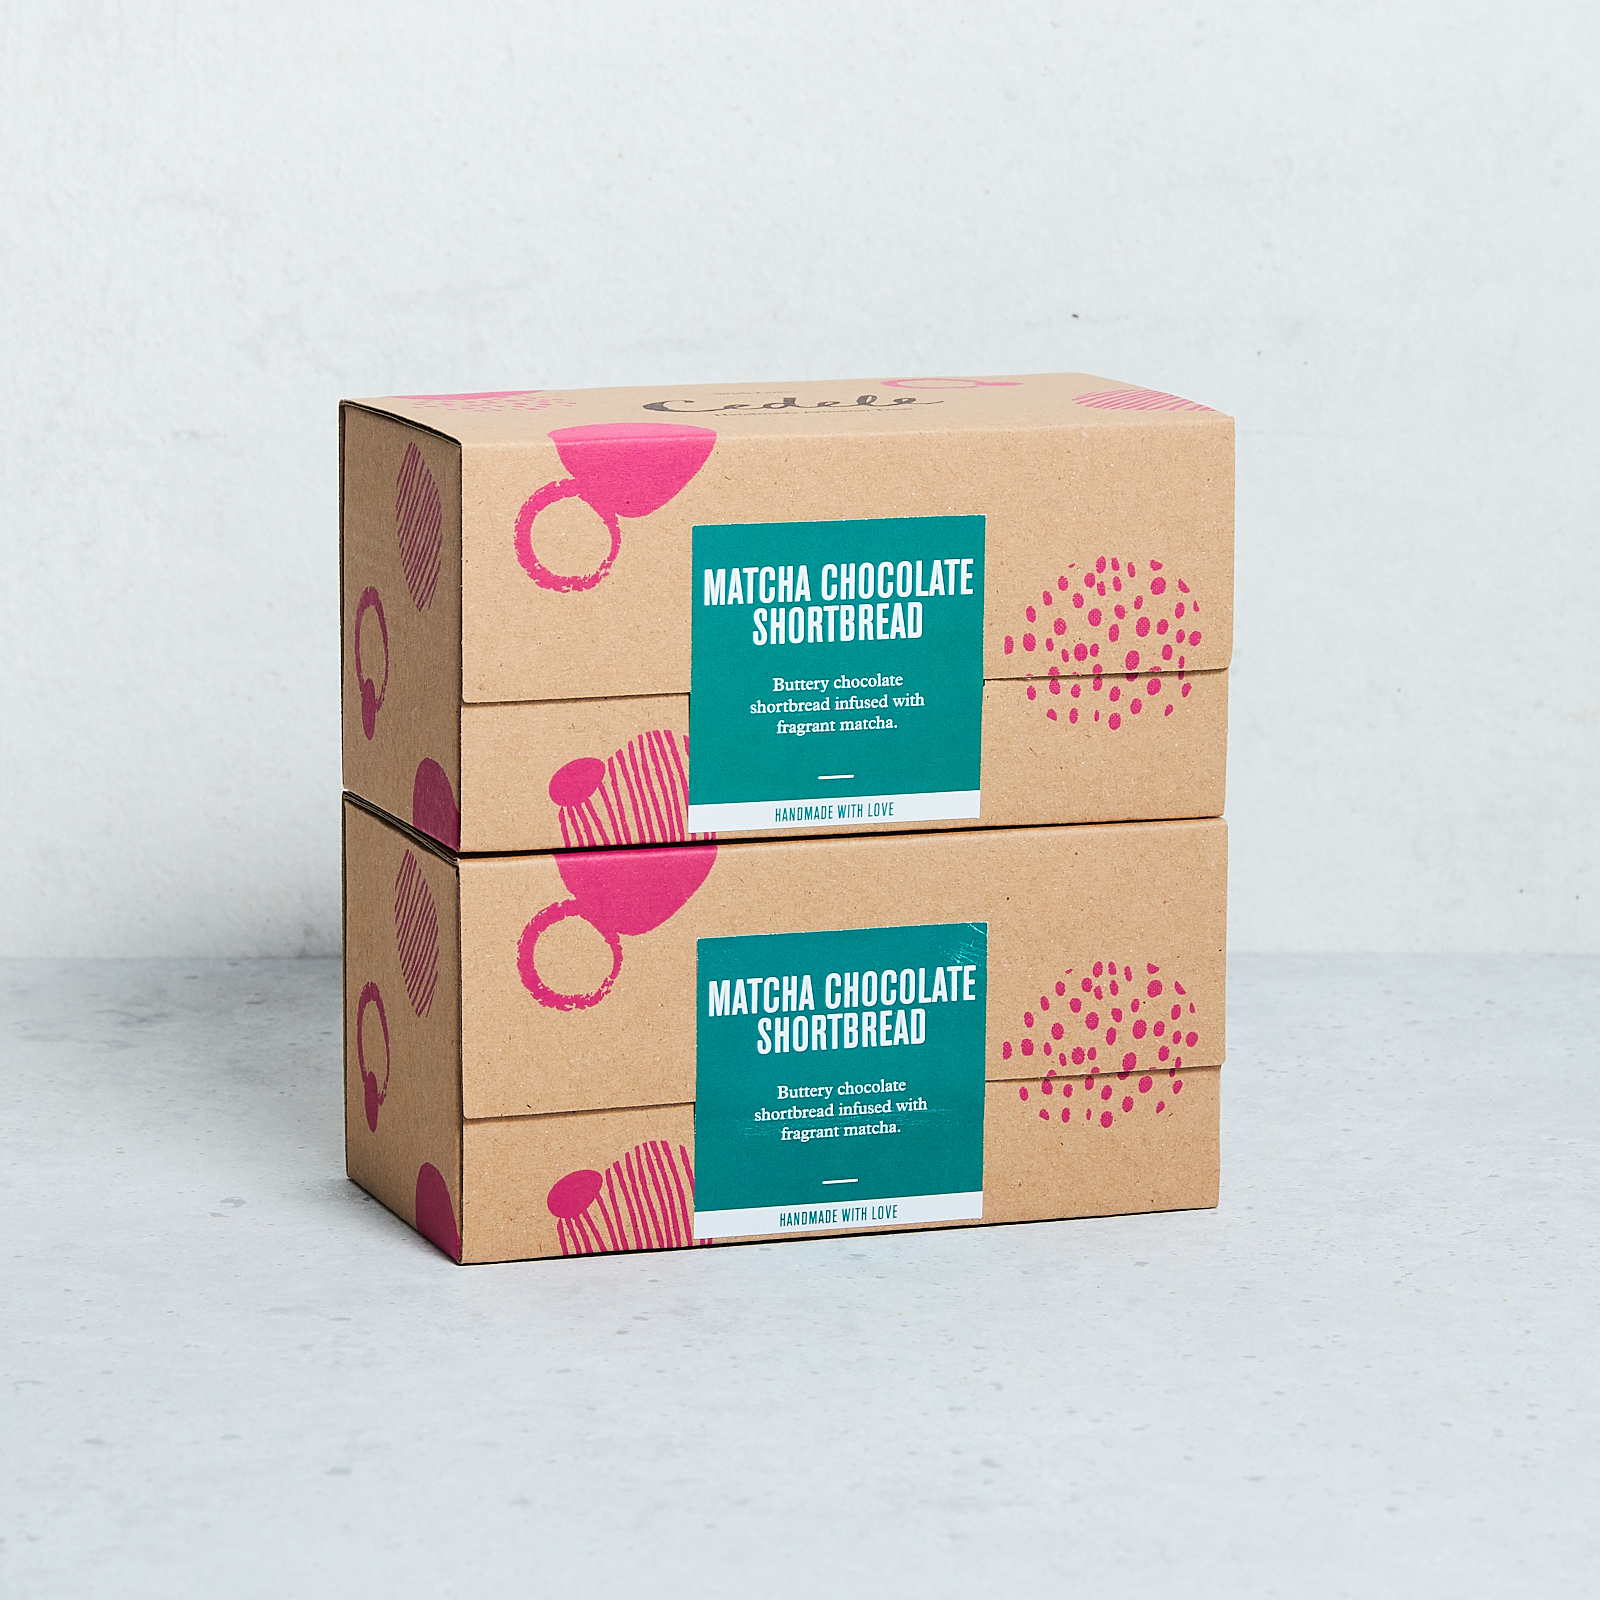 Cedele
MATCHA CHOCOLATE
SHORTBREAD
Buttery chocolate
shortbread infused with
fragrant matcha.
HANDMADE WITH LOVE
MATCHA CHOCOLATE
SHORTBREAD
Buttery chocolate
shortbread infused with
fragrant matcha.
HANDMADE WITH LOVE